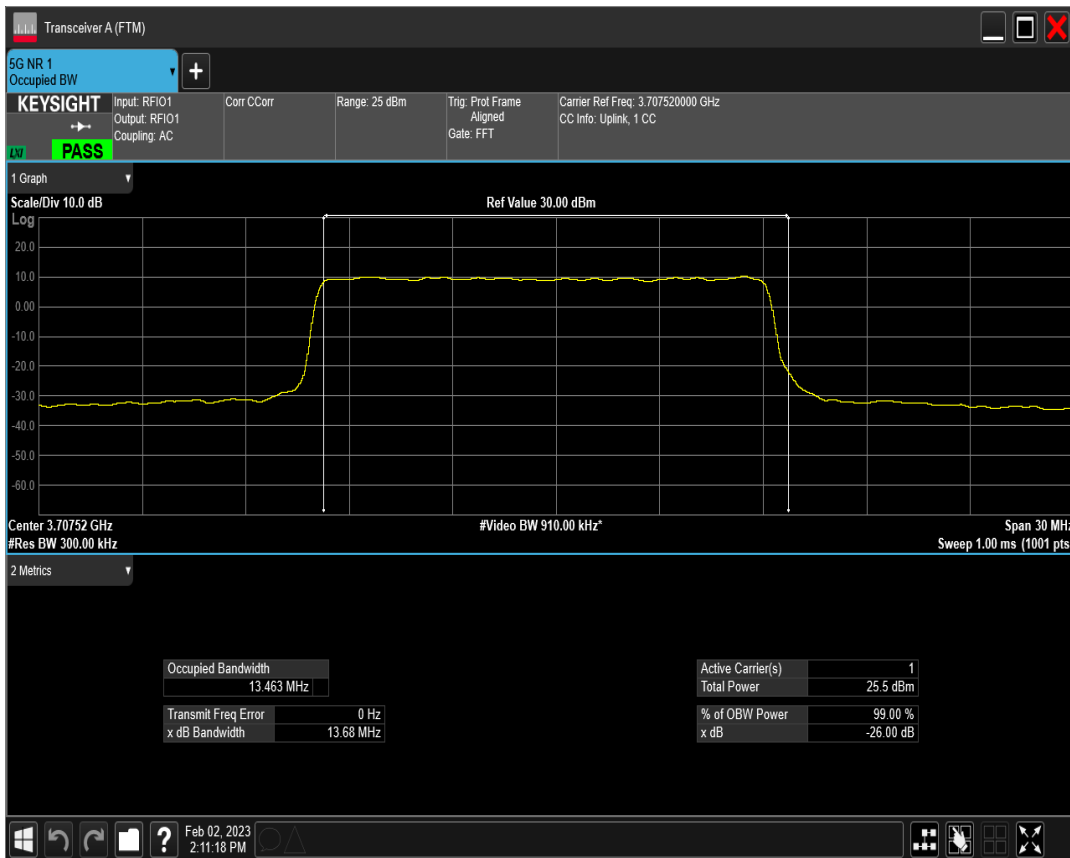 Transceiver A (FTM)
5G NR 1
Occupied BW
+
KEYSIGHT
LXI
PASS
Input: RFIO1
Output: RFIO1
Coupling: AC
Corr CCorr
Range: 25 dBm
Trig: Prot Frame
Aligned
Gate: FFT
Carrier Ref Freq: 3.707520000 GHz
CC Info: Uplink, 1 CC
1 Graph
Scale/Div 10.0 dB
Ref Value 30.00 dBm
Log
20.0
10.0
0.00
-10.0
-20.0
-30.0
-40.0
-50.0
-60.0
Center 3.70752 GHz
#Video BW 910.00 kHz*
Span 30 MHz
#Res BW 300.00 kHz
Sweep 1.00 ms (1001 pts
2 Metrics
Occupied Bandwidth
13.463 MHz
Transmit Freq Error 0 Hz
x dB Bandwidth 13.68 MHz
Active Carrier(s) 1
Total Power 25.5 dBm
% of OBW Power 99.00 %
x dB -26.00 dB
?
Feb 02, 2023
2:11:18 PM